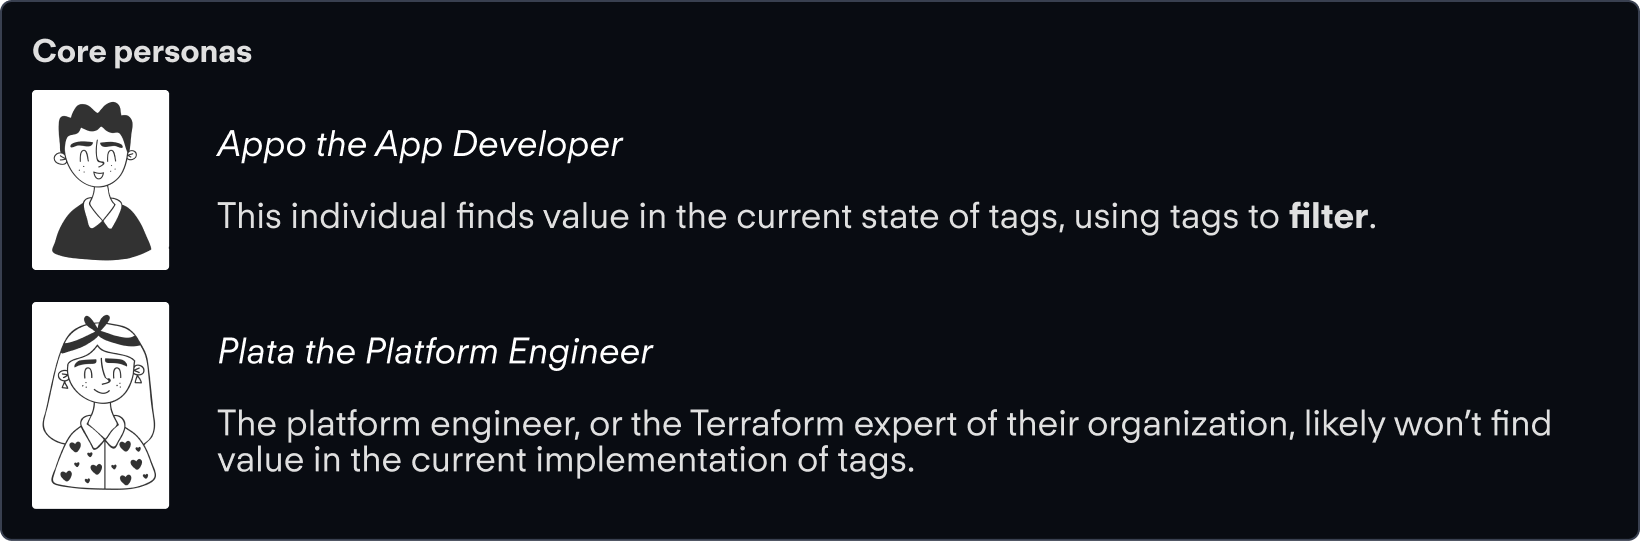 Core personas
Appo the App Developer
This individual finds value in the current state of tags, using tags to filter.
Plata the Platform Engineer
The platform engineer, or the Terraform expert of their organization, likely won’t find
value in the current implementation of tags.